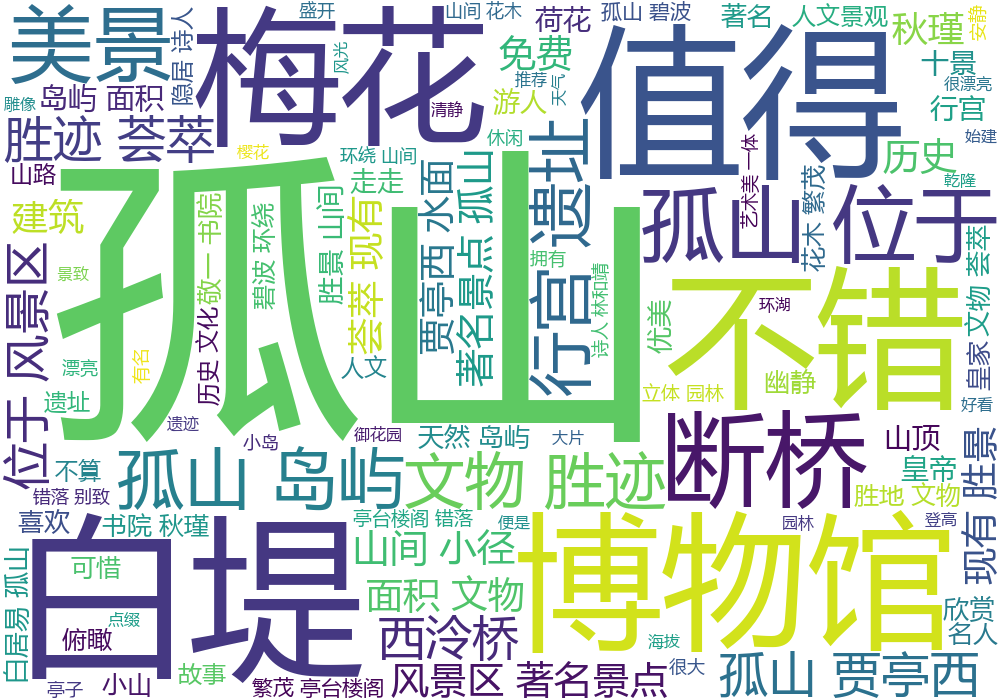 盛开
山间 花木
荷花
孤山 碧波
著名
人文景观
秋瑾
安静
美景
隐居 诗人
梅花
风光
免费
值得
十景
推荐
天气
很漂亮
雕像
岛屿 面积
清静
游人
行宫
胜迹 荟萃
休闲
始建
樱花
环绕 山间
历史
山路
走走
乾隆
建筑
孤山
敬一 书院
碧波 环绕
胜景 山间
荟萃 现有
贾亭西 水面
著名景点 孤山
行宫 遗址
拥有
诗人 林和靖
孤山 位于
艺术美 一体
花木 繁茂
皇家文物 荟萃
位于 风景区
景致
环湖
优美
不错
漂亮
有名
历史 文化
人文
立体 园林
幽静
好看
遗址
遗迹
小岛
御花园
天然 岛屿
大片
断桥
山顶
不算
孤山 岛屿
文物 胜迹
皇帝
现有 胜景
错落 别致
胜地 文物
喜欢
书院 秋瑾
亭台楼阁 错落
便是
博物馆
园林
登高
白堤
山间 小径
白居易 孤山
可惜
面积 文物
欣赏
点缀
俯瞰
西泠桥
海拔
名人
故事
很大
亭子
小山
繁茂 亭台楼阁
风景区 著名景点
孤山 贾亭西